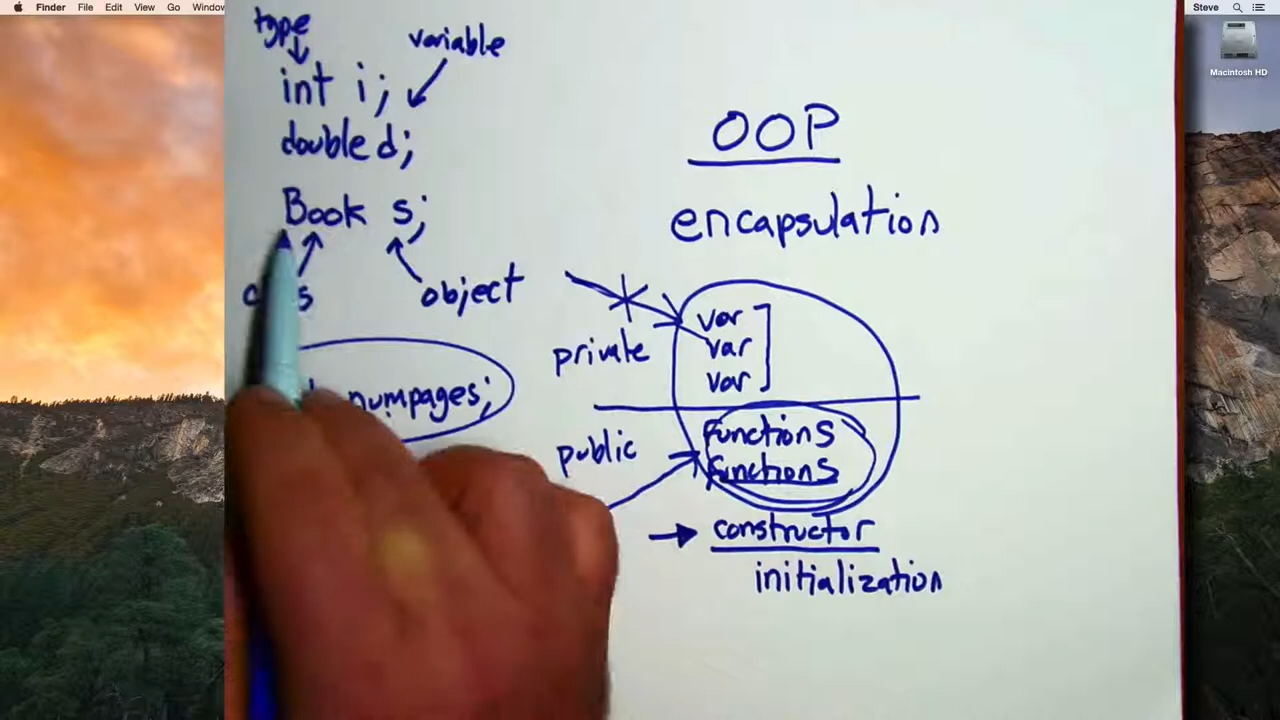 Finder File Edit View Go Window
Steve
Macintosh HD
type
variable
int i;
double d;
Book s;
object
numpages;
OOP
encapsulation
private
var
var
var
public
functions
functions
constructor
initialization